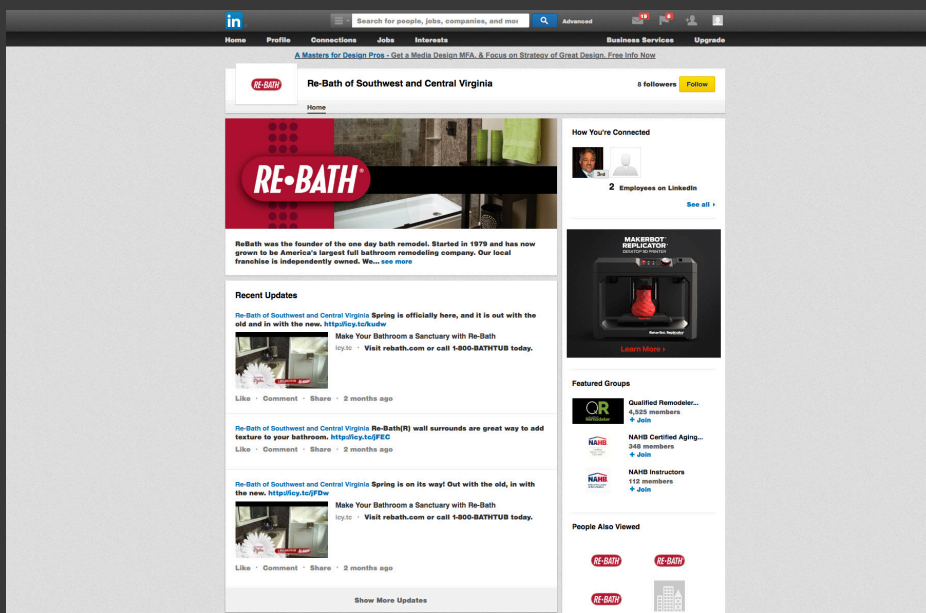 in
Search for people, jobs, companies, and mor
Advanced
19
Home Profile Connections Jobs Interests
Business Services Upgrade
A Masters for Design Pros - Get a Media Design MFA, & Focus on Strategy of Great Design. Free Info Now
RE·BATH
Re-Bath of Southwest and Central Virginia
8 followers
Follow
Home
RE•BATH®
ReBath was the founder of the one day bath remodel. Started in 1979 and has now
grown to be America's largest full bathroom remodeling company. Our local
franchise is independently owned. We... see more
Recent Updates
Re-Bath of Southwest and Central Virginia Spring is officially here, and it is out with the
old and in with the new. http://icy.tc/kudw
Make Your Bathroom a Sanctuary with Re-Bath
icy.tc · Visit rebath.com or call 1-800-BATHTUB today.
Like · Comment · Share · 2 months ago
Re-Bath of Southwest and Central Virginia Re-Bath(R) wall surrounds are great way to add
texture to your bathroom. http://icy.tc/jFEC
Like · Comment · Share · 2 months ago
Re-Bath of Southwest and Central Virginia Spring is on its way! Out with the old, in with
the new. http://icy.tc/jFDw
Make Your Bathroom a Sanctuary with Re-Bath
icy.tc · Visit rebath.com or call 1-800-BATHTUB today.
Like · Comment · Share · 2 months ago
Show More Updates
How You're Connected
3rd
2 Employees on LinkedIn
See all ›
MAKERBOT
REPLICATOR
DESKTOP 3D PRINTER
Learn More ›
Featured Groups
QR
Qualified Remodeler...
4,525 members
+ Join
NAHB
NAHB Certified Aging...
348 members
+ Join
NAHB
NAHB Instructors
112 members
+ Join
People Also Viewed
RE·BATH
RE·BATH
RE·BATH